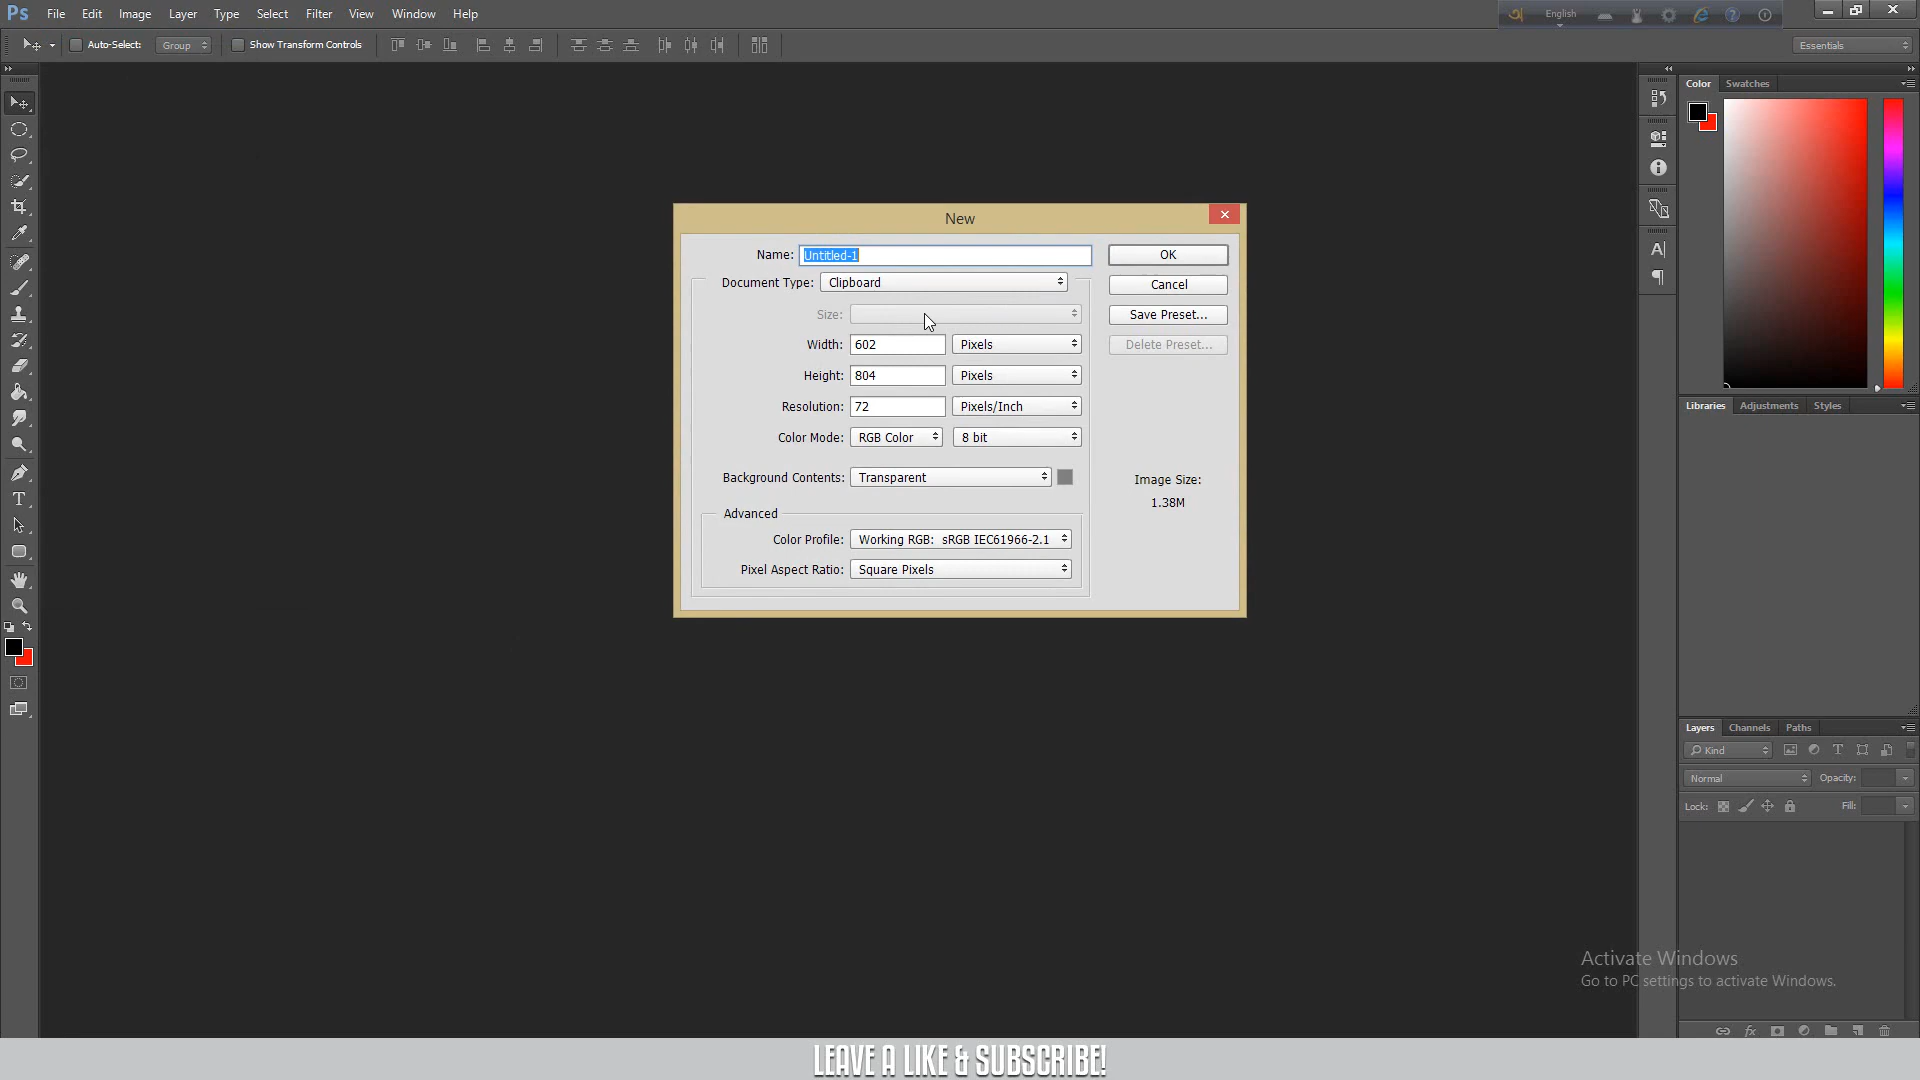 Ps File Edit Image Layer Type Select Filter View Window Help
English
Auto-Select: Group Show Transform Controls
Essentials
Color Swatches
New
Name: Untitled-1
OK
Document Type: Clipboard
Cancel
Size:
Save Preset...
Width: 602 Pixels
Delete Preset...
Height: 804 Pixels
Resolution: 72 Pixels/Inch
Color Mode: RGB Color 8 bit
Background Contents: Transparent
Image Size:
1.38M
Advanced
Color Profile: Working RGB: sRGB IEC61966-2.1
Pixel Aspect Ratio: Square Pixels
Libraries Adjustments Styles
Layers Channels Paths
Kind
Normal Opacity:
Lock: Fill:
Activate Windows
Go to PC settings to activate Windows.
LEAVE A LIKE & SUBSCRIBE!